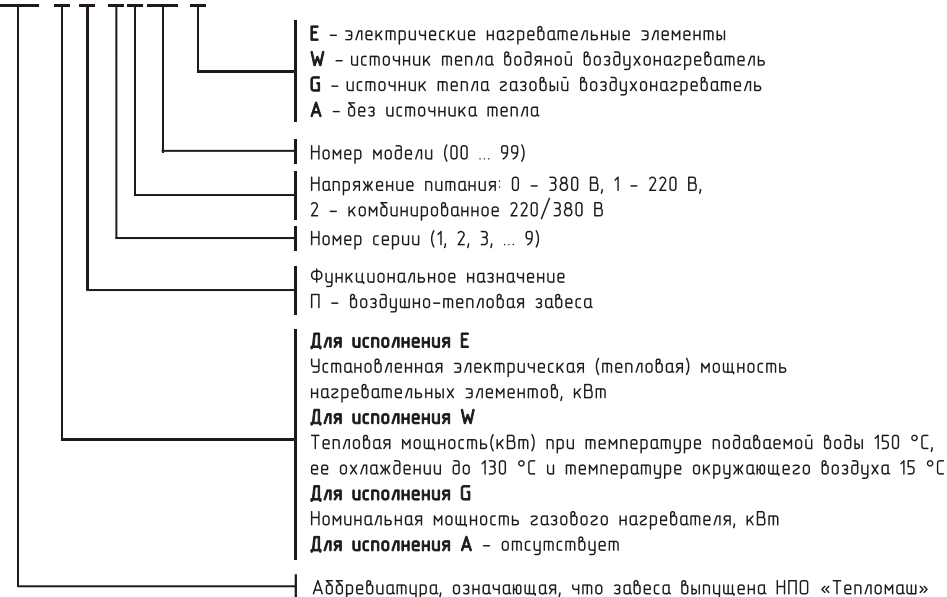 E – электрические нагревательные элементы
W – источник тепла водяной воздухонагреватель
G – источник тепла газовый воздухонагреватель
A – без источника тепла
Номер модели (00 ... 99)
Напряжение питания: 0 – 380 В, 1 – 220 В,
2 – комбинированное 220/380 В
Номер серии (1, 2, 3, ... 9)
Функциональное назначение
П – воздушно-тепловая завеса
Для исполнения E
Установленная электрическая (тепловая) мощность
нагревательных элементов, кВт
Для исполнения W
Тепловая мощность(кВт) при температуре подаваемой воды 150 °С,
ее охлаждении до 130 °С и температуре окружающего воздуха 15 °С
Для исполнения G
Номинальная мощность газового нагревателя, кВт
Для исполнения A – отсутствует
Аббревиатура, означающая, что завеса выпущена НПО «Тепломаш»